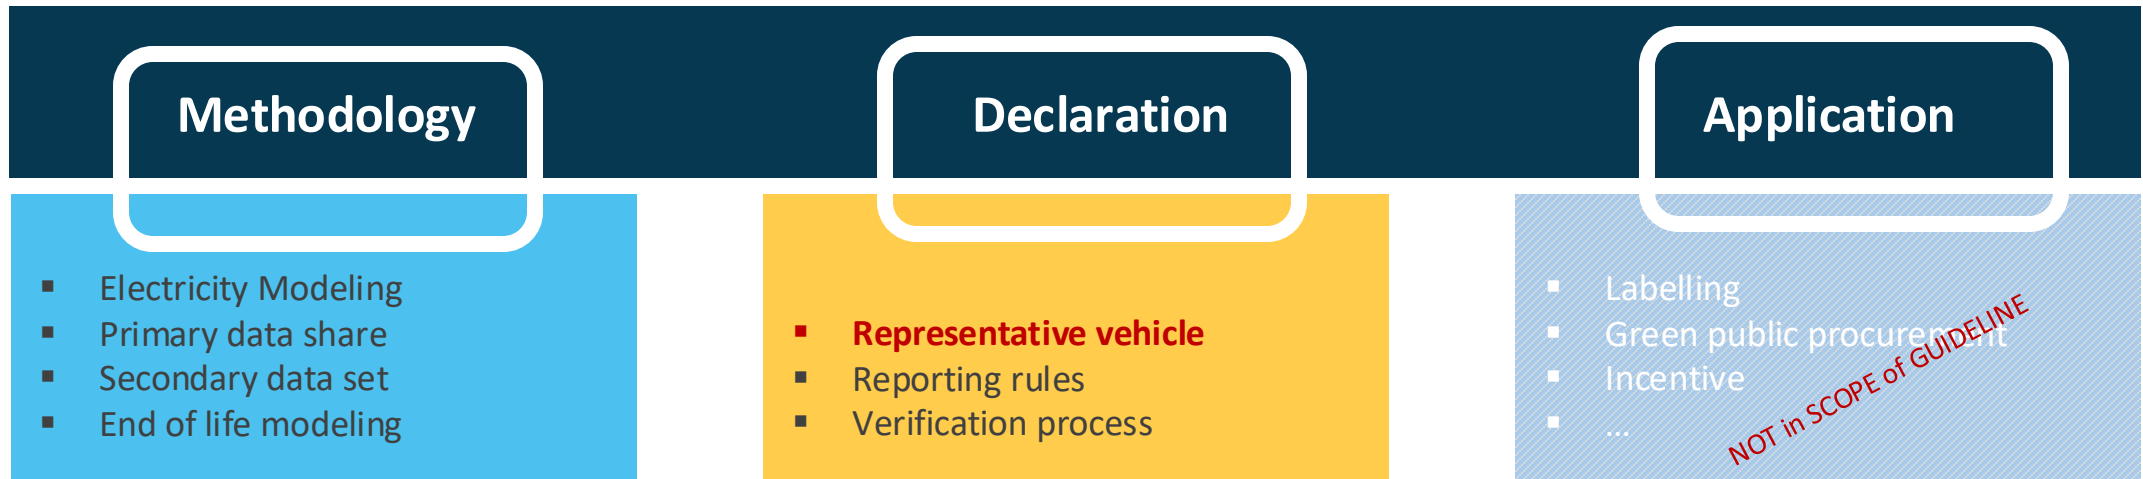 Methodology
Declaration
Application
▪ Electricity Modeling
▪ Primary data share
▪ Secondary data set
▪ End of life modeling
▪ Representative vehicle
▪ Reporting rules
▪ Verification process
▪ Labelling
▪ Green public procurement
▪ Incentive
▪ ...
NOT in SCOPE of GUIDELINE